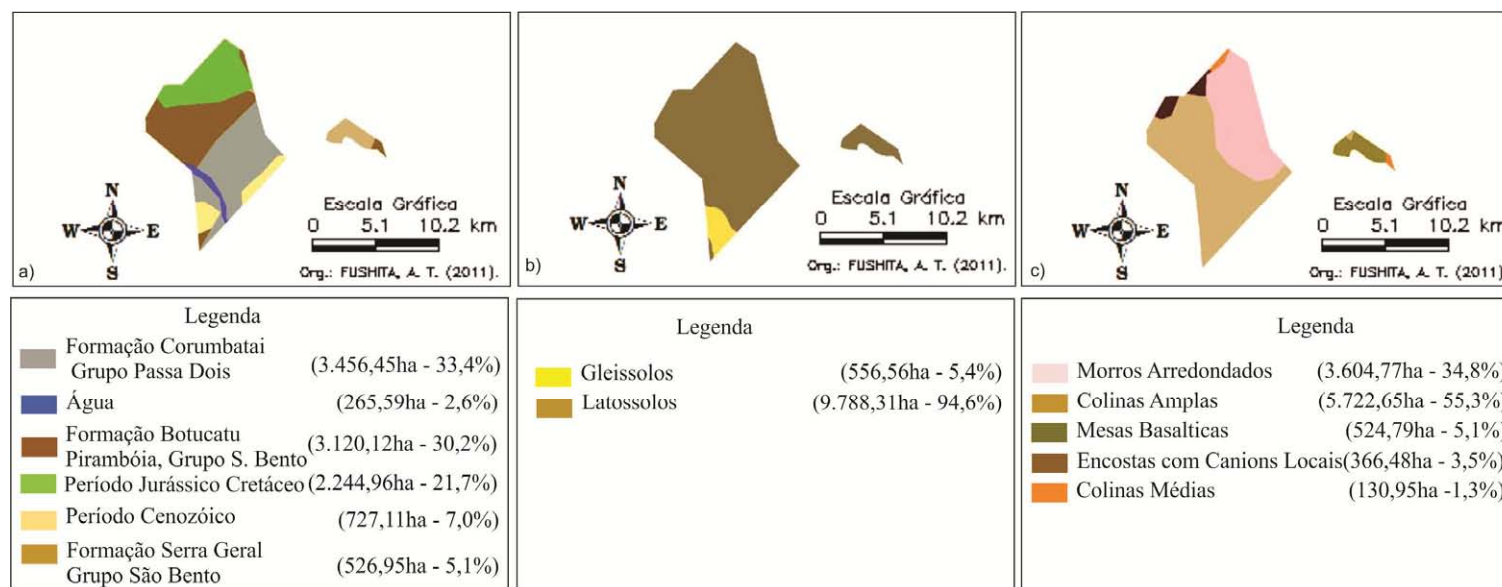 N
W E
S
Escala Gráfica
0 5.1 10.2 km
a)
Org.: FUSHITA, A. T. (2011).
N
W E
S
Escala Gráfica
0 5.1 10.2 km
b)
Org.: FUSHITA, A. T. (2011).
N
W E
S
Escala Gráfica
0 5.1 10.2 km
c)
Org.: FUSHITA, A. T. (2011).
Legenda
Formação Corumbatai
Grupo Passa Dois (3.456,45ha - 33,4%)
Água (265,59ha - 2,6%)
Formação Botucatu
Pirambóia, Grupo S. Bento (3.120,12ha - 30,2%)
Período Jurássico Cretáceo (2.244,96ha - 21,7%)
Período Cenozóico (727,11ha - 7,0%)
Formação Serra Geral
Grupo São Bento (526,95ha - 5,1%)
Legenda
Gleissolos (556,56ha - 5,4%)
Latossolos (9.788,31ha - 94,6%)
Legenda
Morros Arredondados (3.604,77ha - 34,8%)
Colinas Amplas (5.722,65ha - 55,3%)
Mesas Basalticas (524,79ha - 5,1%)
Encostas com Canions Locais (366,48ha - 3,5%)
Colinas Médias (130,95ha -1,3%)